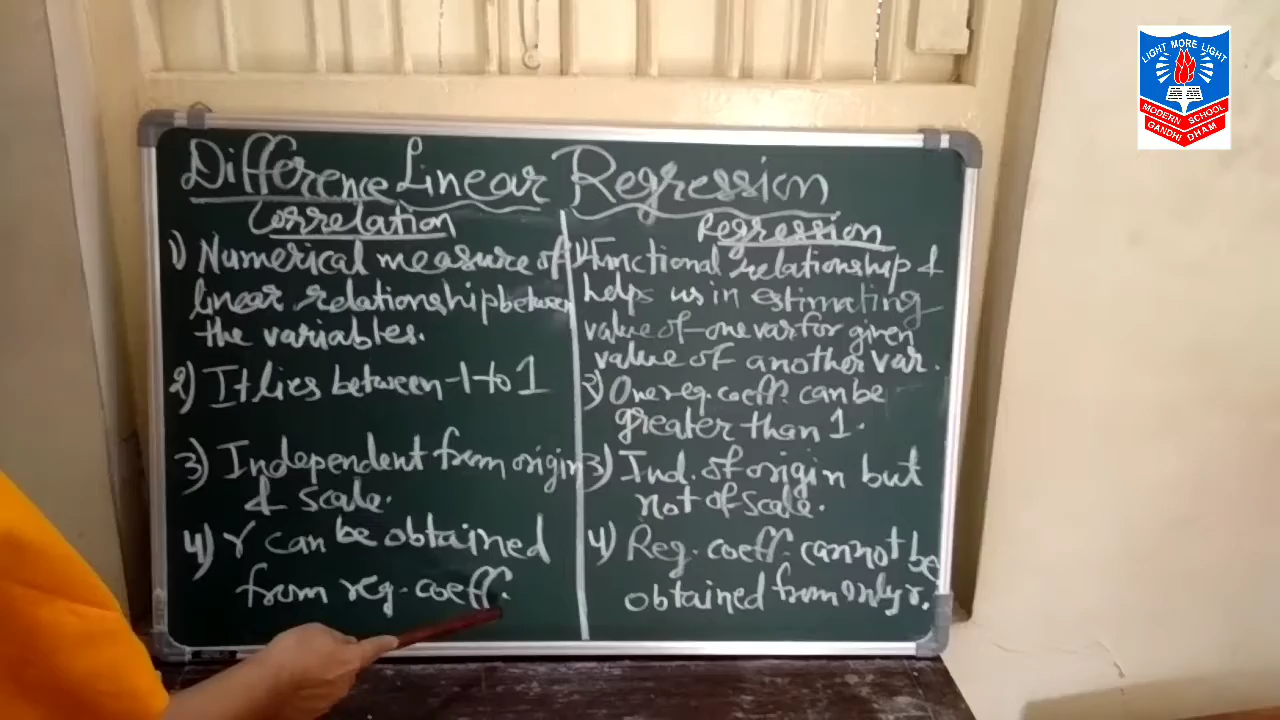 Difference Linear Regression
Correlation
1) Numerical measure of
linear relationship between
the variables.
2) It lies between -1 to 1
3) Independent from origin
& scale.
4) r can be obtained
from reg. coeff.
Regression
1) Functional relationship &
helps us in estimating
value of one var for given
value of another var.
2) One reg. coeff. can be
greater than 1.
3) Ind. of origin but
not of scale.
4) Reg. coeff. cannot be
obtained from only r.
LIGHT MORE LIGHT
MODERN SCHOOL
GANDHI DHAM